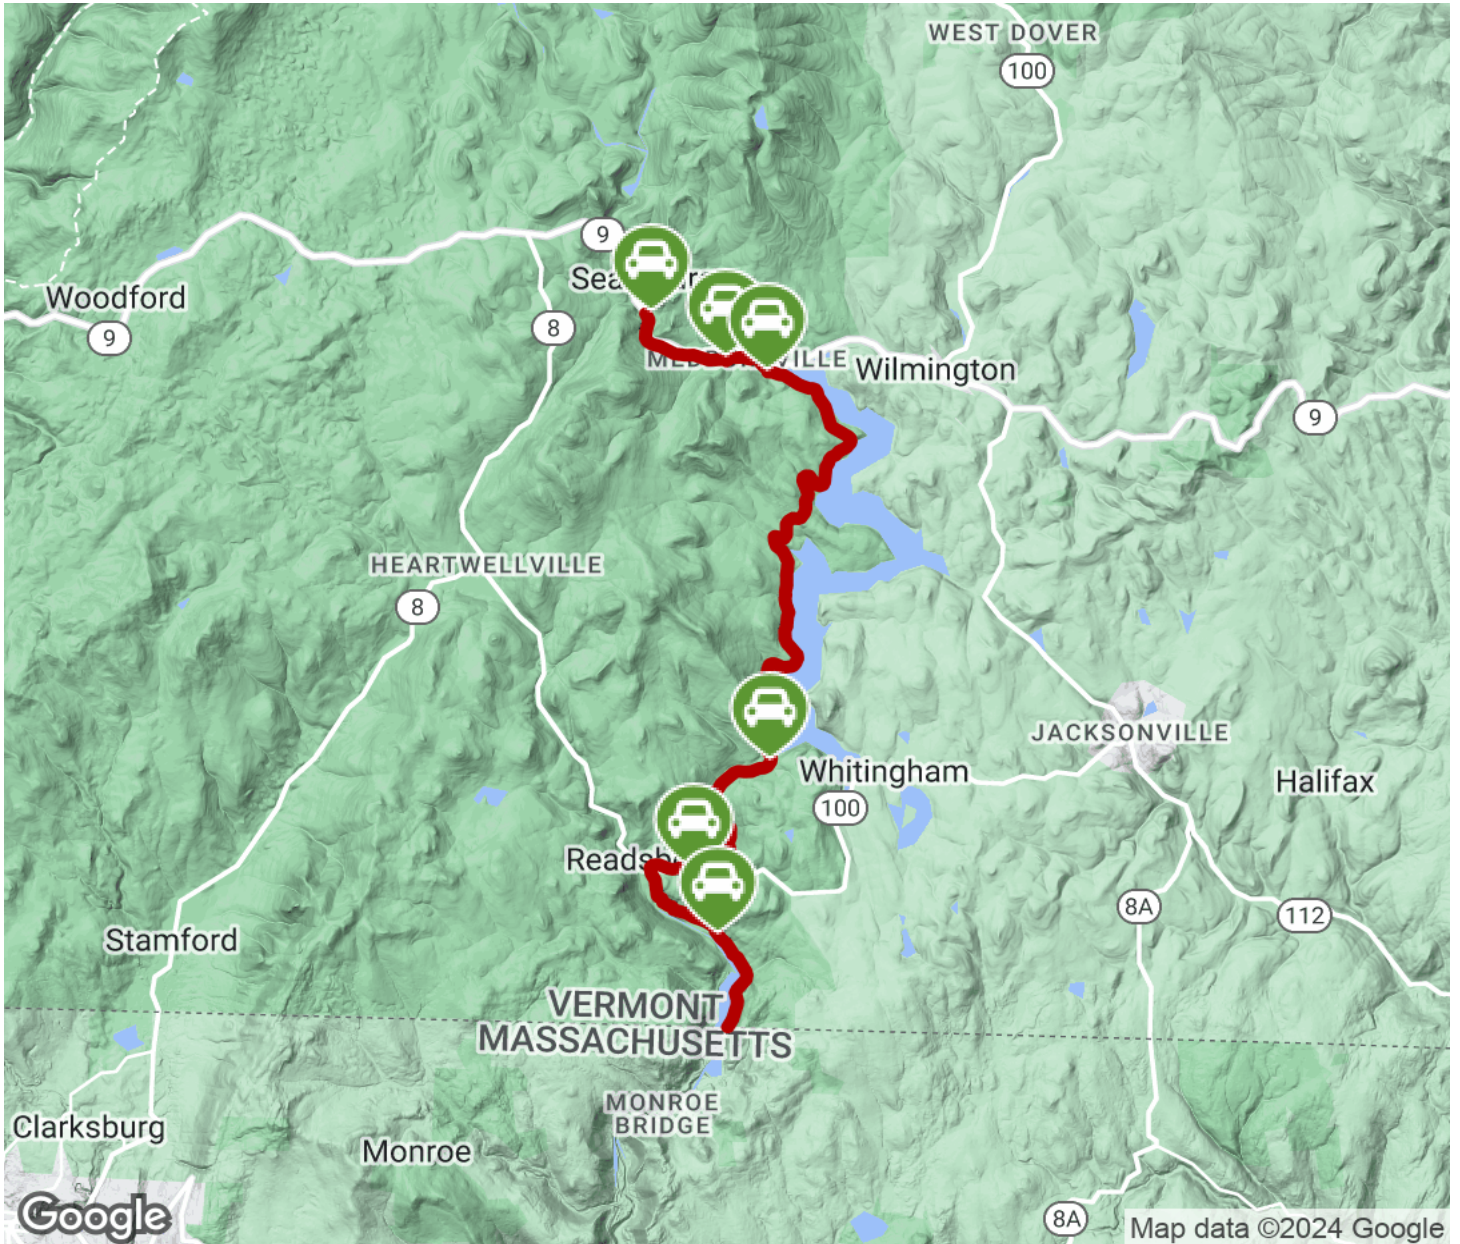 WEST DOVER
100
9
Woodford
9
8
Wilmington
9
HEARTWELLVILLE
8
JACKSONVILLE
Whitingham
Halifax
100
8A
112
Stamford
VERMONT
MASSACHUSETTS
MONROE
BRIDGE
Clarksburg
Monroe
8A
Google
Map data ©2024 Google